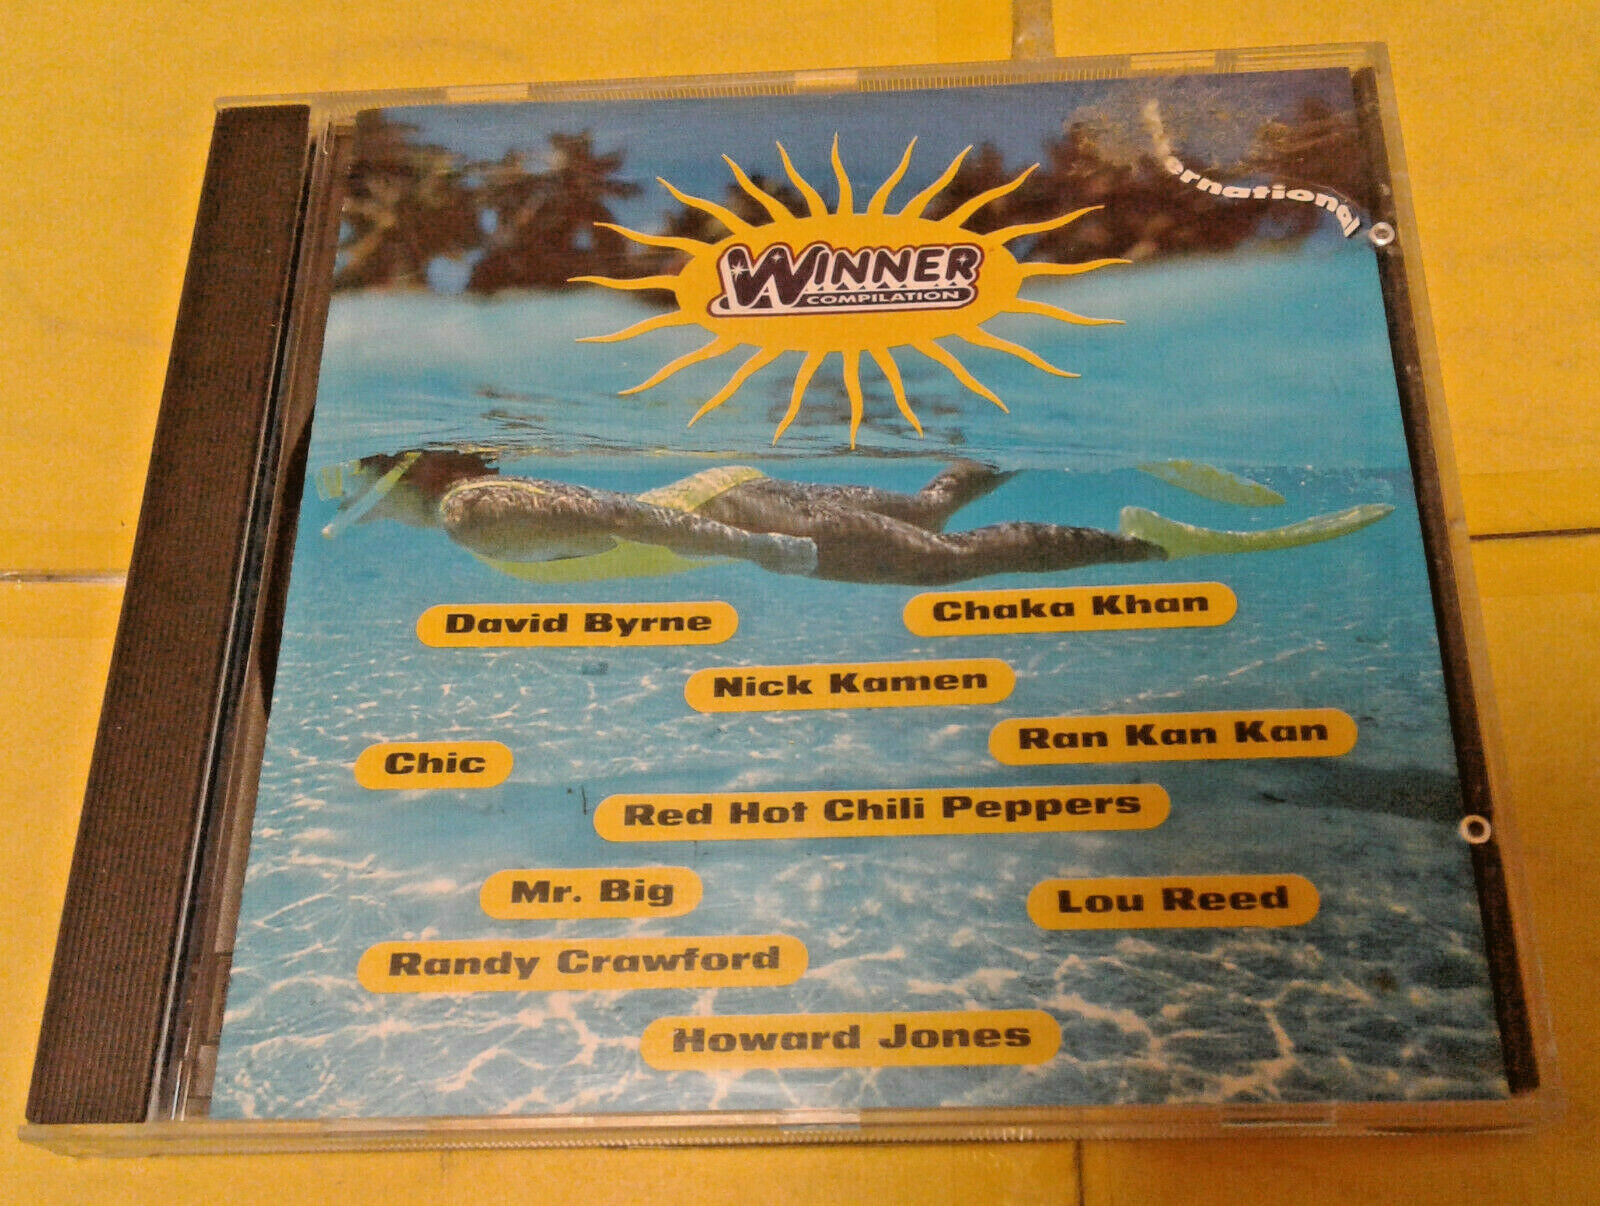 ernational
WINNER
COMPILATION
David Byrne
Chaka Khan
Nick Kamen
Ran Kan Kan
Chic
Red Hot Chili Peppers
Mr. Big
Lou Reed
Randy Crawford
Howard Jones